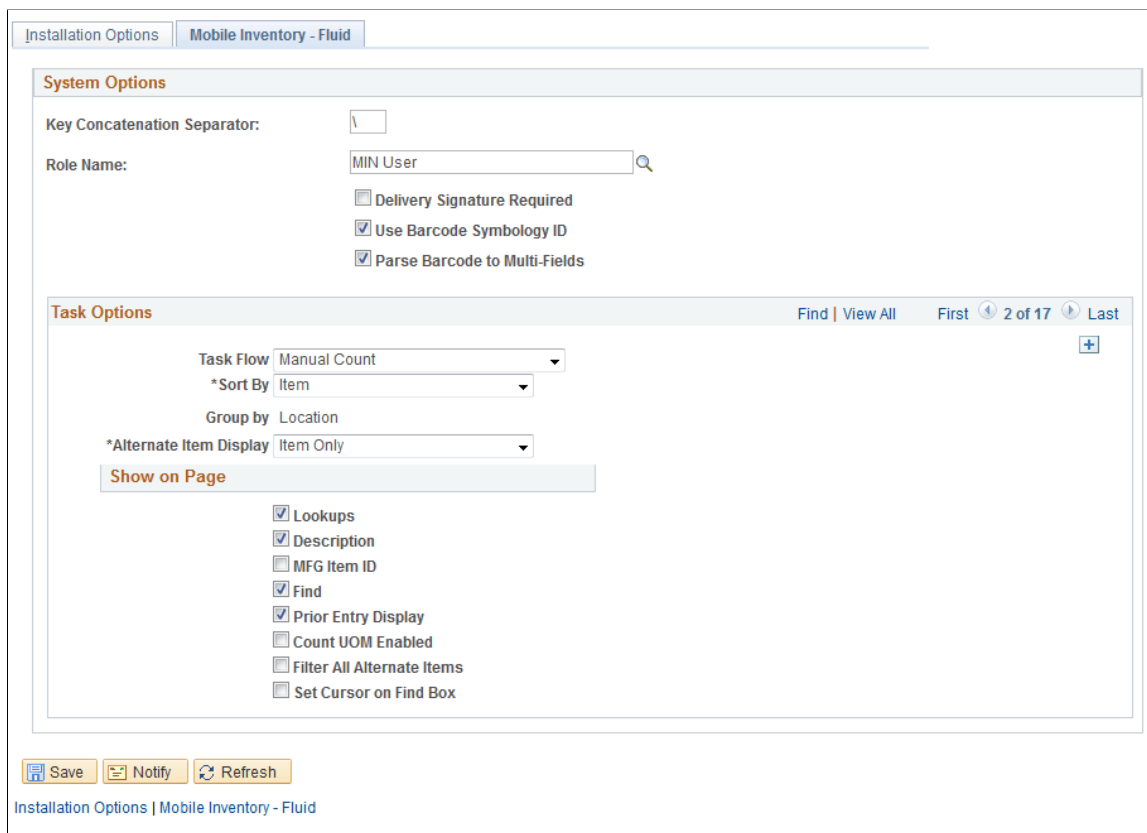 Installation Options Mobile Inventory - Fluid
System Options
Key Concatenation Separator: \
Role Name: MIN User
Delivery Signature Required
Use Barcode Symbology ID
Parse Barcode to Multi-Fields
Task Options Find | View All First 2 of 17 Last
Task Flow Manual Count
*Sort By Item
Group by Location
*Alternate Item Display Item Only
Show on Page
Lookups
Description
MFG Item ID
Find
Prior Entry Display
Count UOM Enabled
Filter All Alternate Items
Set Cursor on Find Box
Save Notify Refresh
Installation Options | Mobile Inventory - Fluid